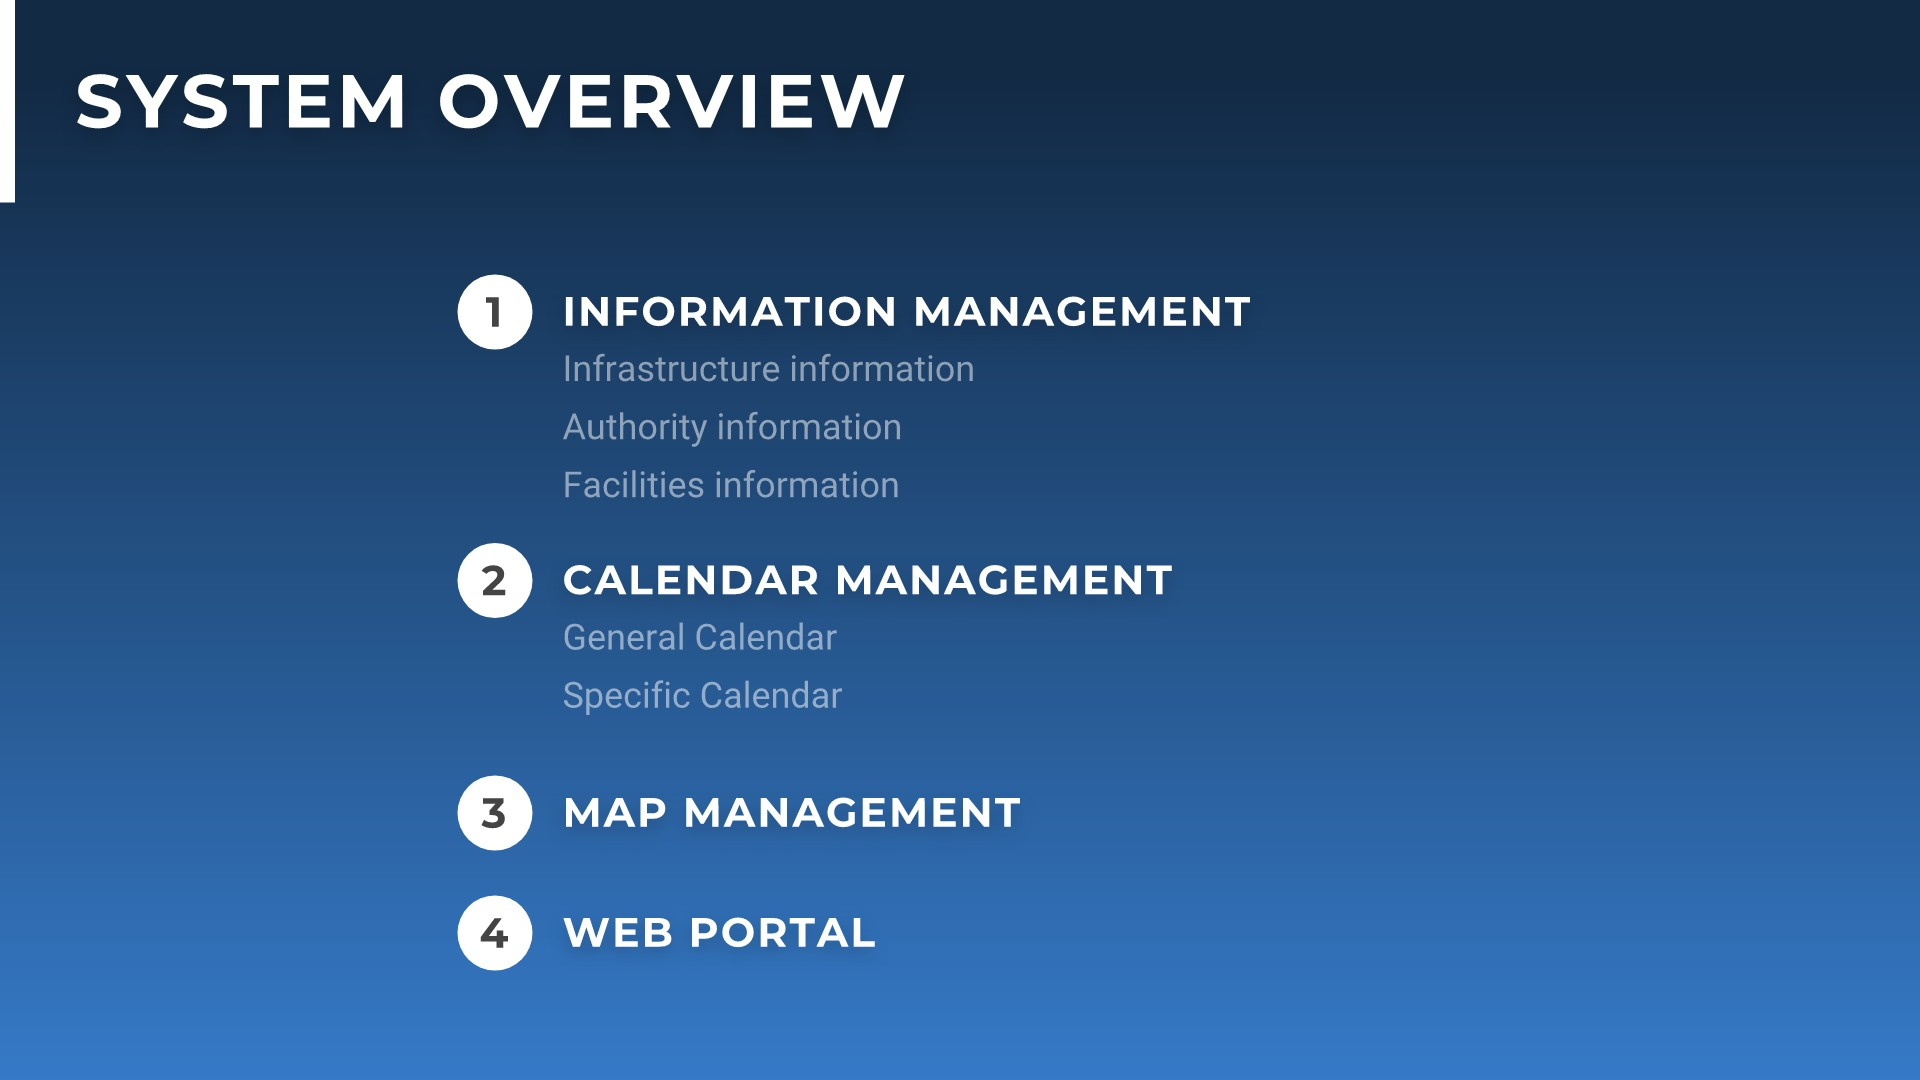 SYSTEM OVERVIEW
1 INFORMATION MANAGEMENT
Infrastructure information
Authority information
Facilities information
2 CALENDAR MANAGEMENT
General Calendar
Specific Calendar
3 MAP MANAGEMENT
4 WEB PORTAL